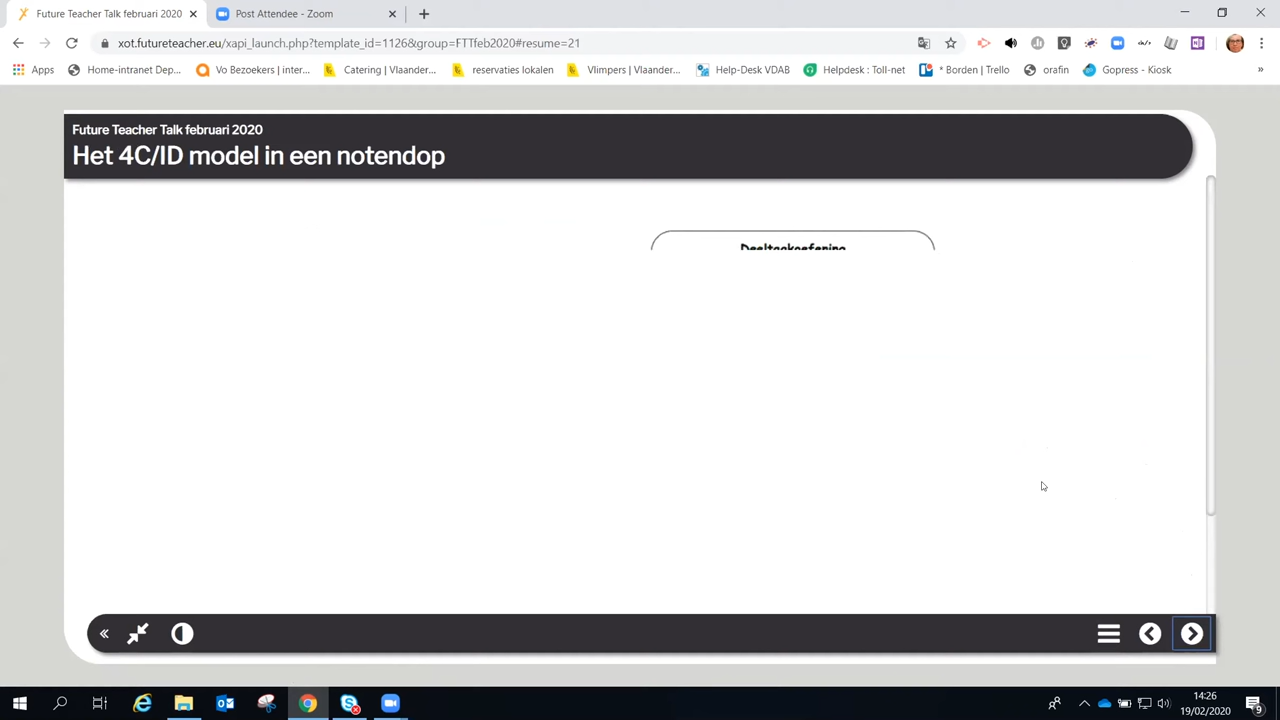 Future Teacher Talk februari 2020
Post Attendee - Zoom
xot.futureteacher.eu/xapi_launch.php?template_id=1126&group=FTTfeb2020#resume=21
Apps
Home-intranet Dep...
Vo Bezoekers | inter...
Catering | Vlaander...
reservaties lokalen
Vlimpers | Vlaander...
Help-Desk VDAB
Helpdesk : Toll-net
* Borden | Trello
orafin
Gopress - Kiosk
»
Future Teacher Talk februari 2020
Het 4C/ID model in een notendop
Deeltaakoefening
14:26
19/02/2020
9